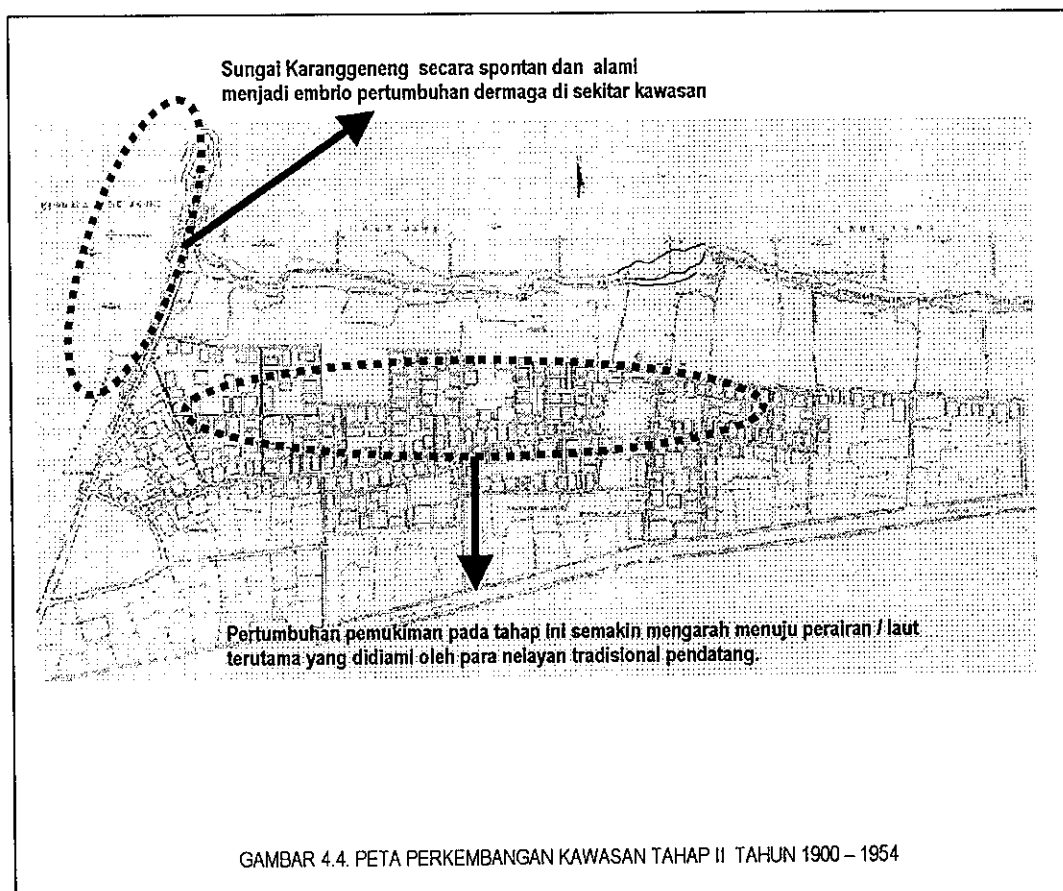 Sungai Karanggeneng secara spontan dan alami
menjadi embrio pertumbuhan dermaga di sekitar kawasan
Pertumbuhan pemukiman pada tahap ini semakin mengarah menuju perairan / laut
terutama yang didiami oleh para nelayan tradisional pendatang.
GAMBAR 4.4. PETA PERKEMBANGAN KAWASAN TAHAP II TAHUN 1900 – 1954